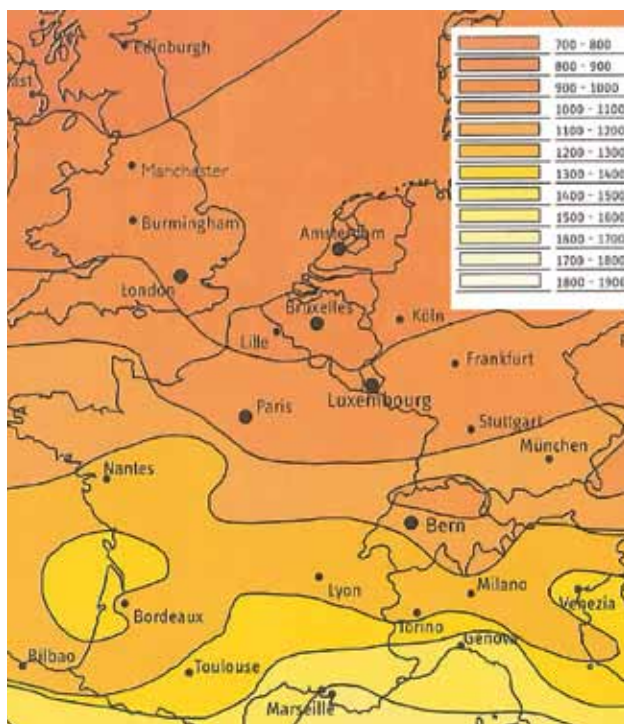 Edinburgh
Manchaster
Burmingham
London
Amsterdam
Bruxelles
Lille
Köln
Frankfurt
Luxembourg
Paris
Stuttgart
München
Nantes
Bern
Lyon
Milano
Venezia
Bordeaux
Torino
Genova
Bilbao
Toulouse
Marseille
700 - 800
800 - 900
900 - 1000
1000 - 1100
1100 - 1200
1200 - 1300
1300 - 1400
1400 - 1500
1500 - 1600
1600 - 1700
1700 - 1800
1800 - 1900